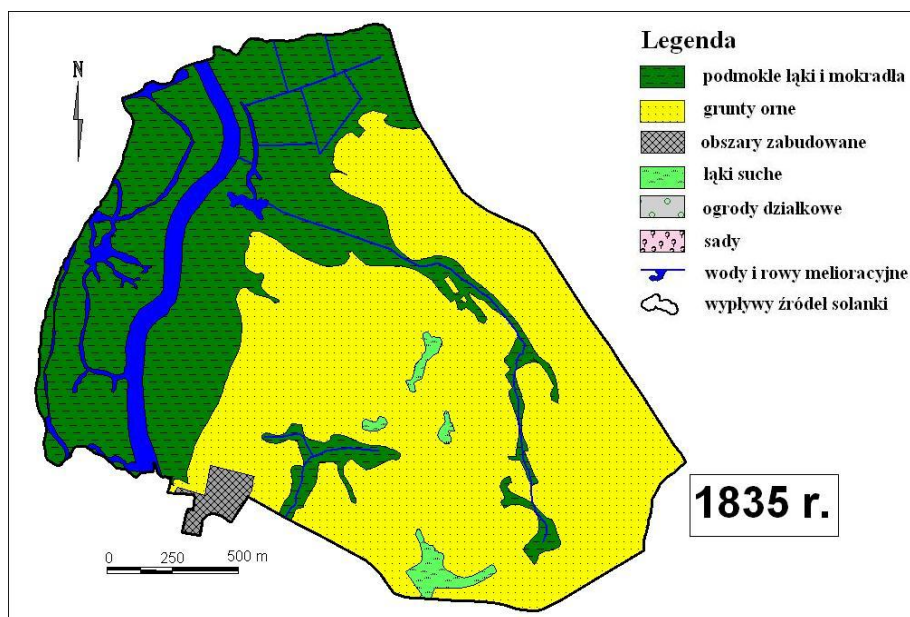 N
Legenda
podmokłe łąki i mokradła
grunty orne
obszary zabudowane
łąki suche
ogrody działkowe
sady
wody i rowy melioracyjne
wypływy źródeł solanki
1835 r.
0 250 500 m